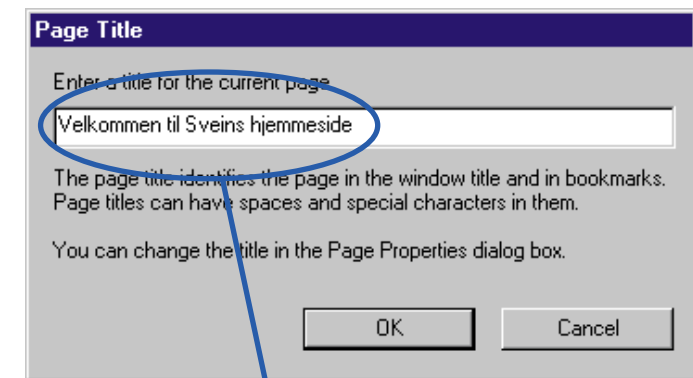 Page Title
Enter a title for the current page
Velkommen til Sveins hjemmeside
The page title identifies the page in the window title and in bookmarks.
Page titles can have spaces and special characters in them.
You can change the title in the Page Properties dialog box.
OK
Cancel